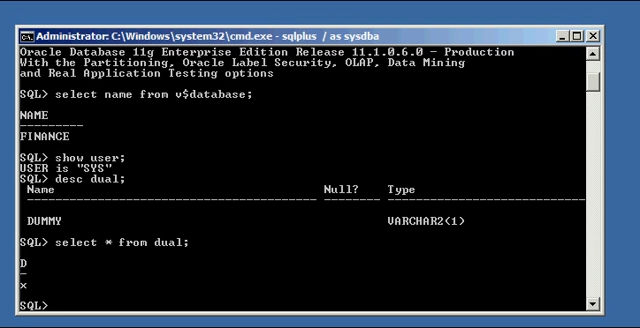 Administrator: C:\Windows\system32\cmd.exe - sqlplus / as sysdba
Oracle Database 11g Enterprise Edition Release 11.1.0.6.0 - Production
With the Partitioning, Oracle Label Security, OLAP, Data Mining
and Real Application Testing options
SQL> select name from v$database;
NAME
---------
FINANCE
SQL> show user;
USER is "SYS"
SQL> desc dual;
Name Null? Type
----------------------------------------- -------- ----------------------------
DUMMY VARCHAR2(1)
SQL> select * from dual;
D
-
x
SQL>